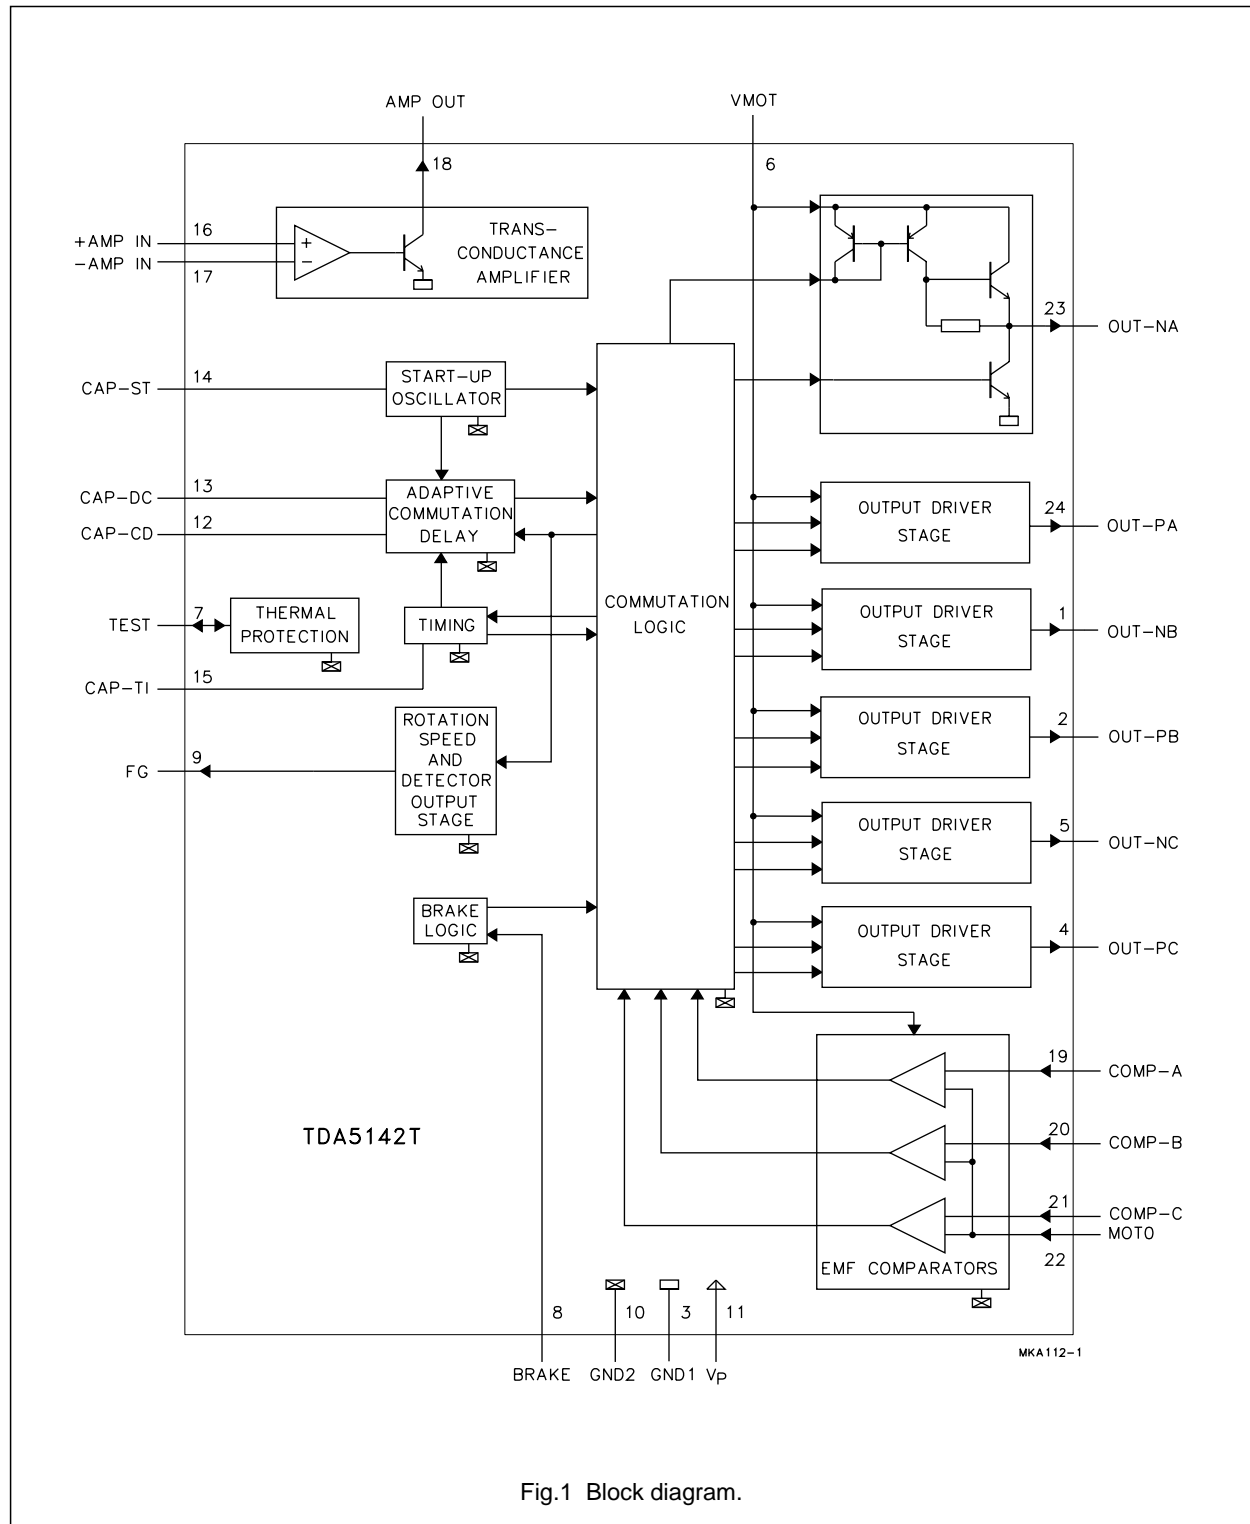 AMP OUT
VMOT
18
6
+AMP IN
16
-AMP IN
17
+
−
TRANS-
CONDUCTANCE
AMPLIFIER
23
OUT-NA
CAP-ST
14
START-UP
OSCILLATOR
CAP-DC
13
CAP-CD
12
ADAPTIVE
COMMUTATION
DELAY
OUTPUT DRIVER
STAGE
24
OUT-PA
TEST
7
THERMAL
PROTECTION
TIMING
COMMUTATION
LOGIC
OUTPUT DRIVER
STAGE
1
OUT-NB
CAP-TI
15
ROTATION
SPEED
AND
DETECTOR
OUTPUT
STAGE
FG
9
OUTPUT DRIVER
STAGE
2
OUT-PB
OUTPUT DRIVER
STAGE
5
OUT-NC
BRAKE
LOGIC
OUTPUT DRIVER
STAGE
4
OUT-PC
19
COMP-A
TDA5142T
20
COMP-B
21
COMP-C
MOT0
22
EMF COMPARATORS
8
10
3
11
BRAKE
GND2
GND1
VP
MKA112-1
Fig.1 Block diagram.